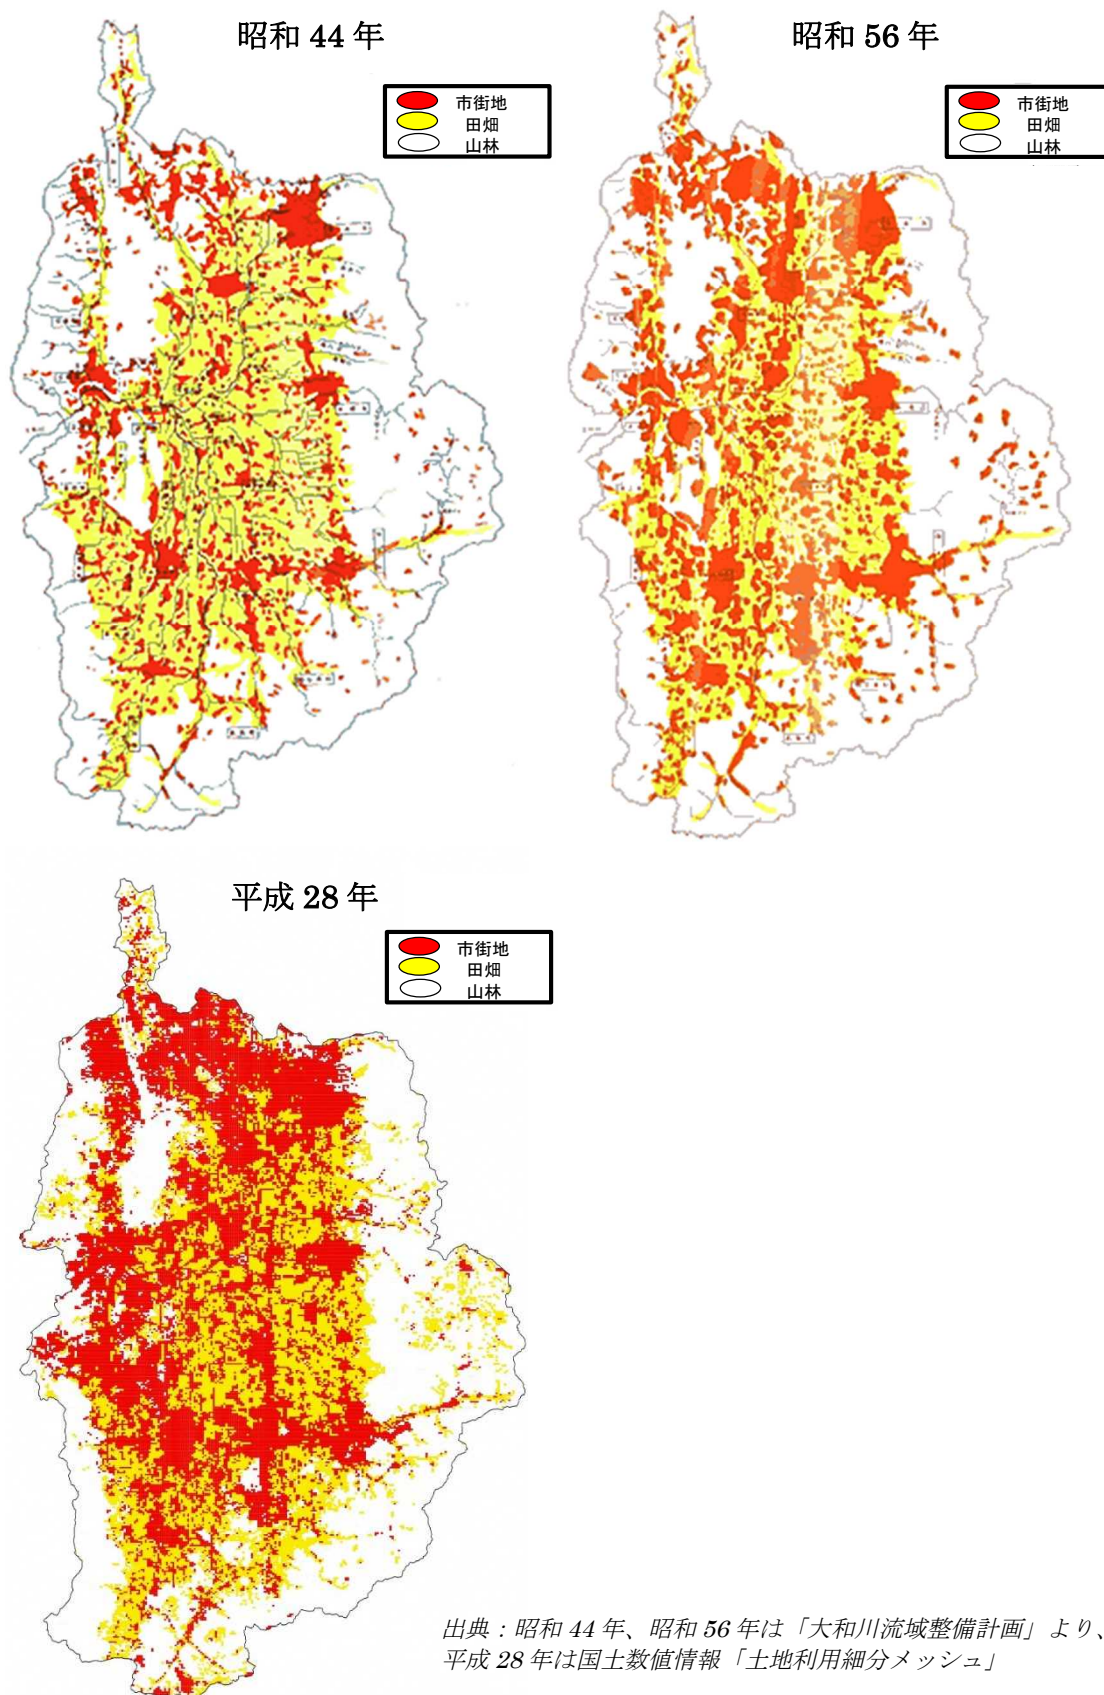 昭和 44 年
市街地
田畑
山林
昭和 56 年
市街地
田畑
山林
平成 28 年
市街地
田畑
山林
出典：昭和 44 年、昭和 56 年は「大和川流域整備計画」より、
平成 28 年は国土数値情報「土地利用細分メッシュ」